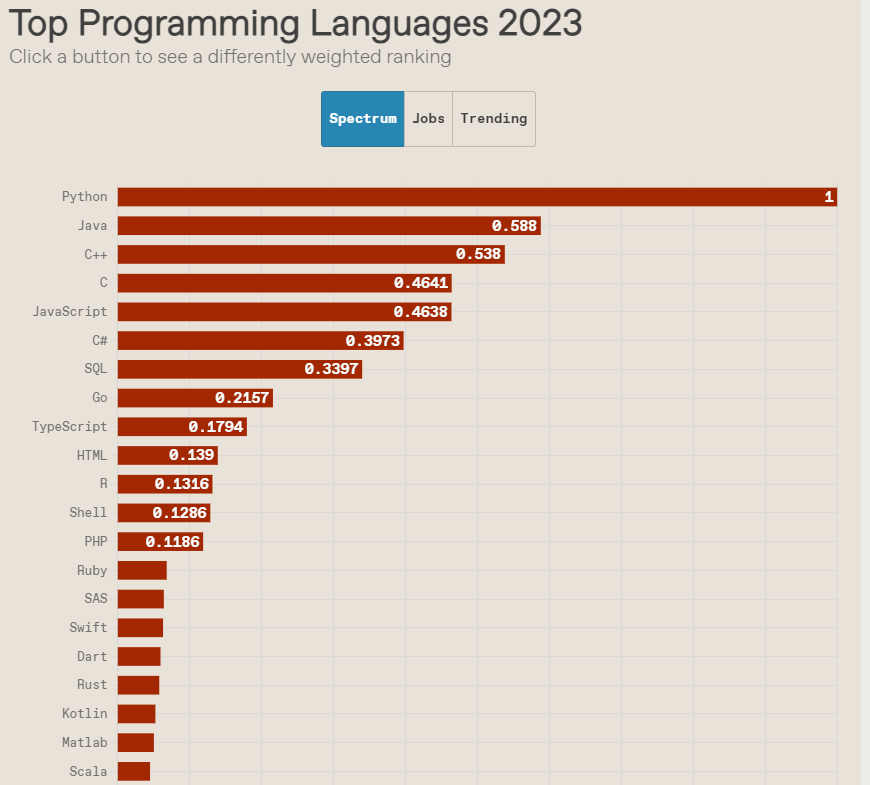 Top Programming Languages 2023
Click a button to see a differently weighted ranking
Spectrum Jobs Trending
Python 1
Java 0.588
C++ 0.538
C 0.4641
JavaScript 0.4638
C# 0.3973
SQL 0.3397
Go 0.2157
TypeScript 0.1794
HTML 0.139
R 0.1316
Shell 0.1286
PHP 0.1186
Ruby
SAS
Swift
Dart
Rust
Kotlin
Matlab
Scala